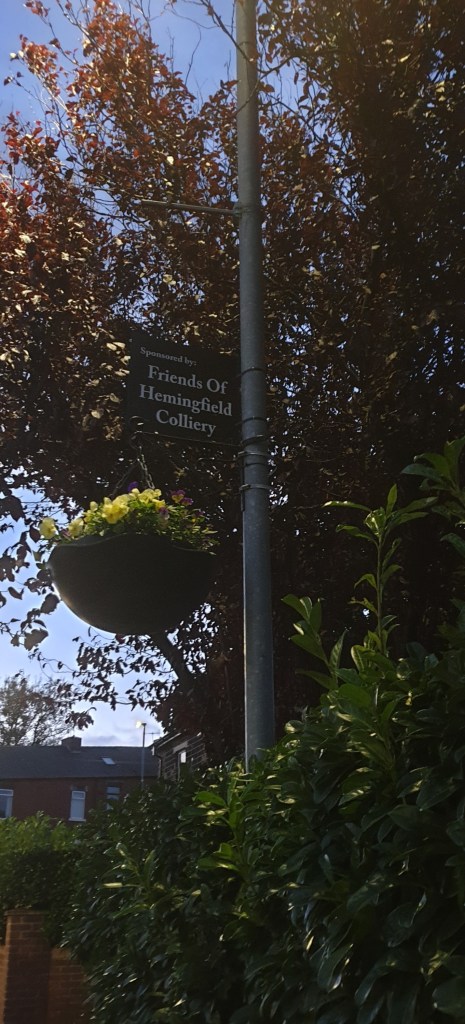 Sponsored by:
Friends Of
Hemingfield
Colliery